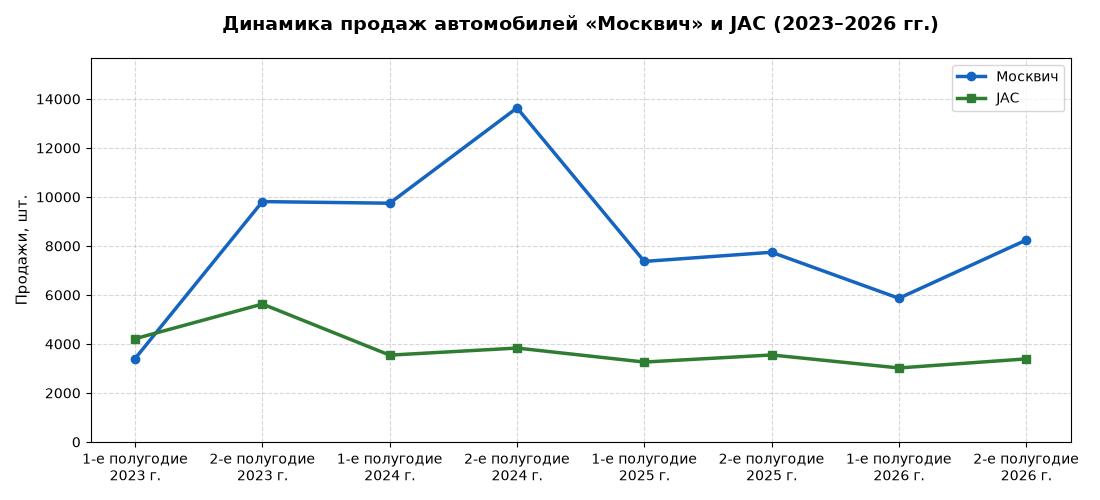 Динамика продаж автомобилей «Москвич» и JAC (2023–2026 гг.)
Москвич
JAC
Продажи, шт.
14000
12000
10000
8000
6000
4000
2000
0
1-е полугодие
2023 г.
2-е полугодие
2023 г.
1-е полугодие
2024 г.
2-е полугодие
2024 г.
1-е полугодие
2025 г.
2-е полугодие
2025 г.
1-е полугодие
2026 г.
2-е полугодие
2026 г.